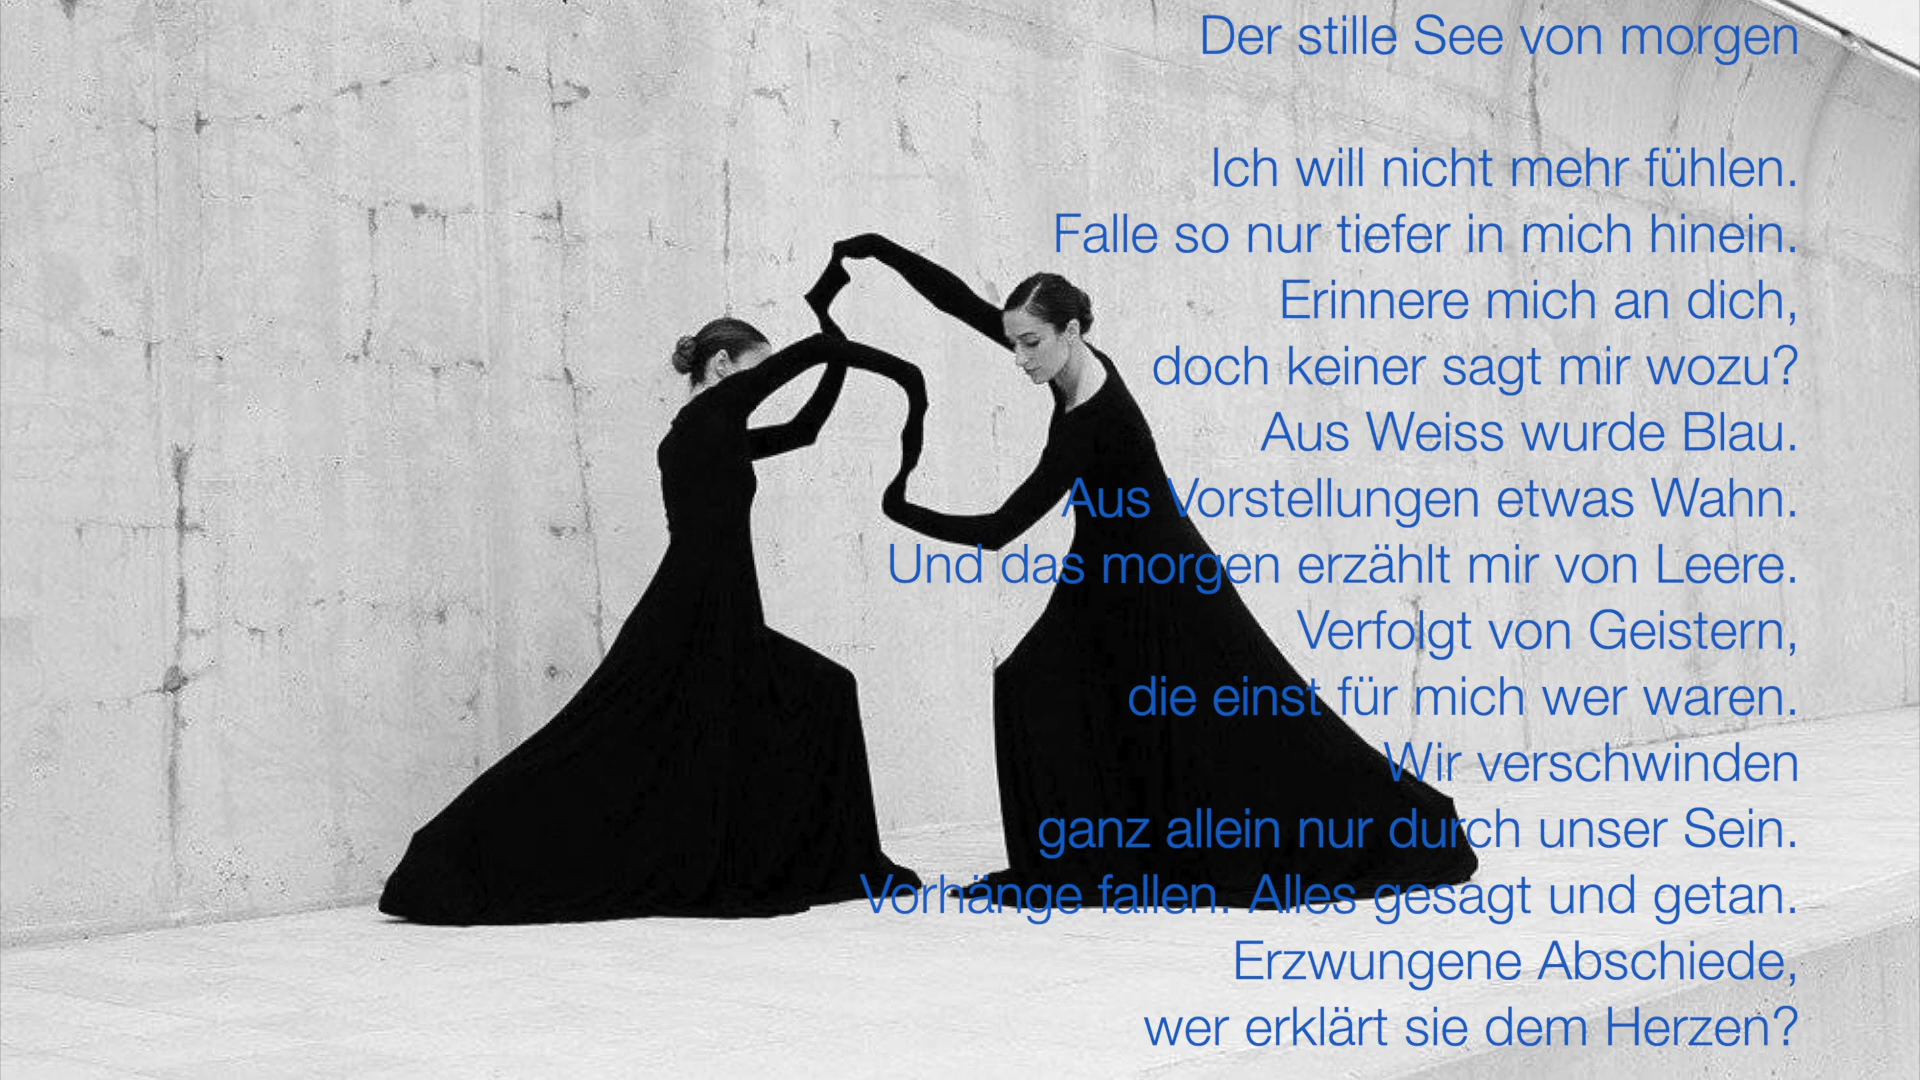 Der stille See von morgen
Ich will nicht mehr fühlen.
Falle so nur tiefer in mich hinein.
Erinnere mich an dich,
doch keiner sagt mir wozu?
Aus Weiss wurde Blau.
Aus Vorstellungen etwas Wahn.
Und das morgen erzählt mir von Leere.
Verfolgt von Geistern,
die einst für mich wer waren.
Wir verschwinden
ganz allein nur durch unser Sein.
Vorhänge fallen. Alles gesagt und getan.
Erzwungene Abschiede,
wer erklärt sie dem Herzen?